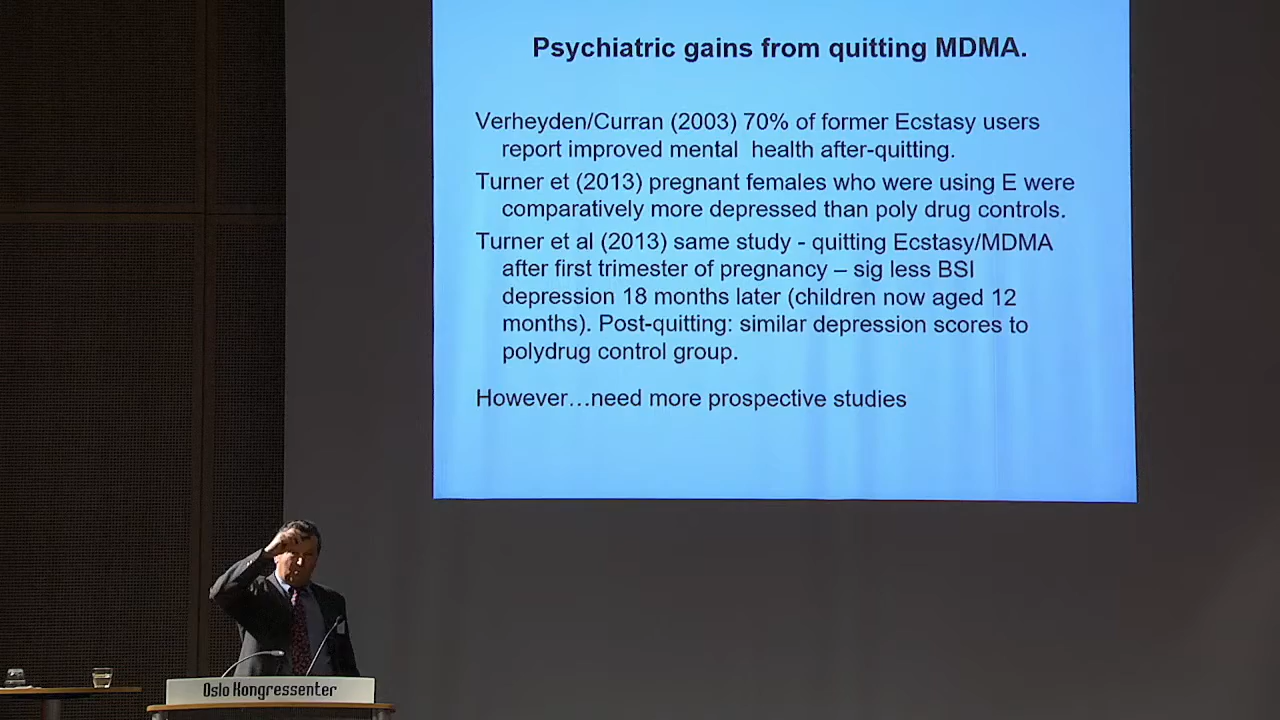 Psychiatric gains from quitting MDMA.
Verheyden/Curran (2003) 70% of former Ecstasy users
report improved mental health after-quitting.
Turner et (2013) pregnant females who were using E were
comparatively more depressed than poly drug controls.
Turner et al (2013) same study - quitting Ecstasy/MDMA
after first trimester of pregnancy – sig less BSI
depression 18 months later (children now aged 12
months). Post-quitting: similar depression scores to
polydrug control group.
However…need more prospective studies
Oslo Kongressenter